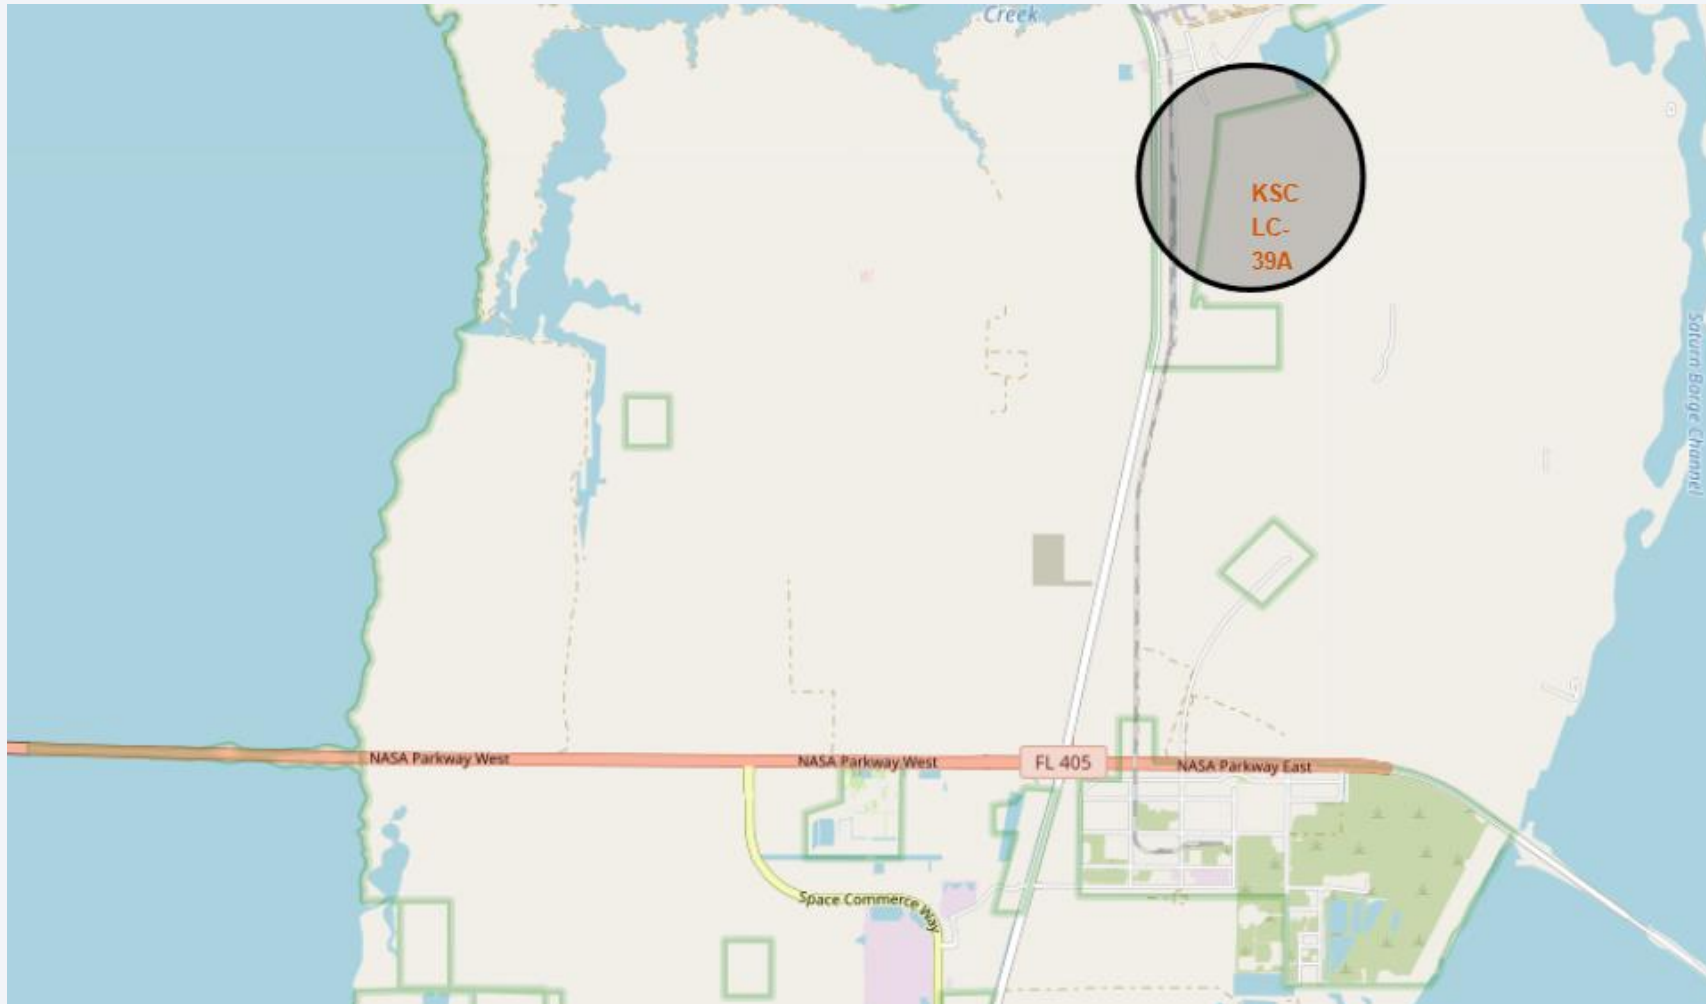 Creek
KSC
LC-
39A
Saturn Barge Channel
NASA Parkway West
NASA Parkway West
FL 405
NASA Parkway East
Space Commerce Way